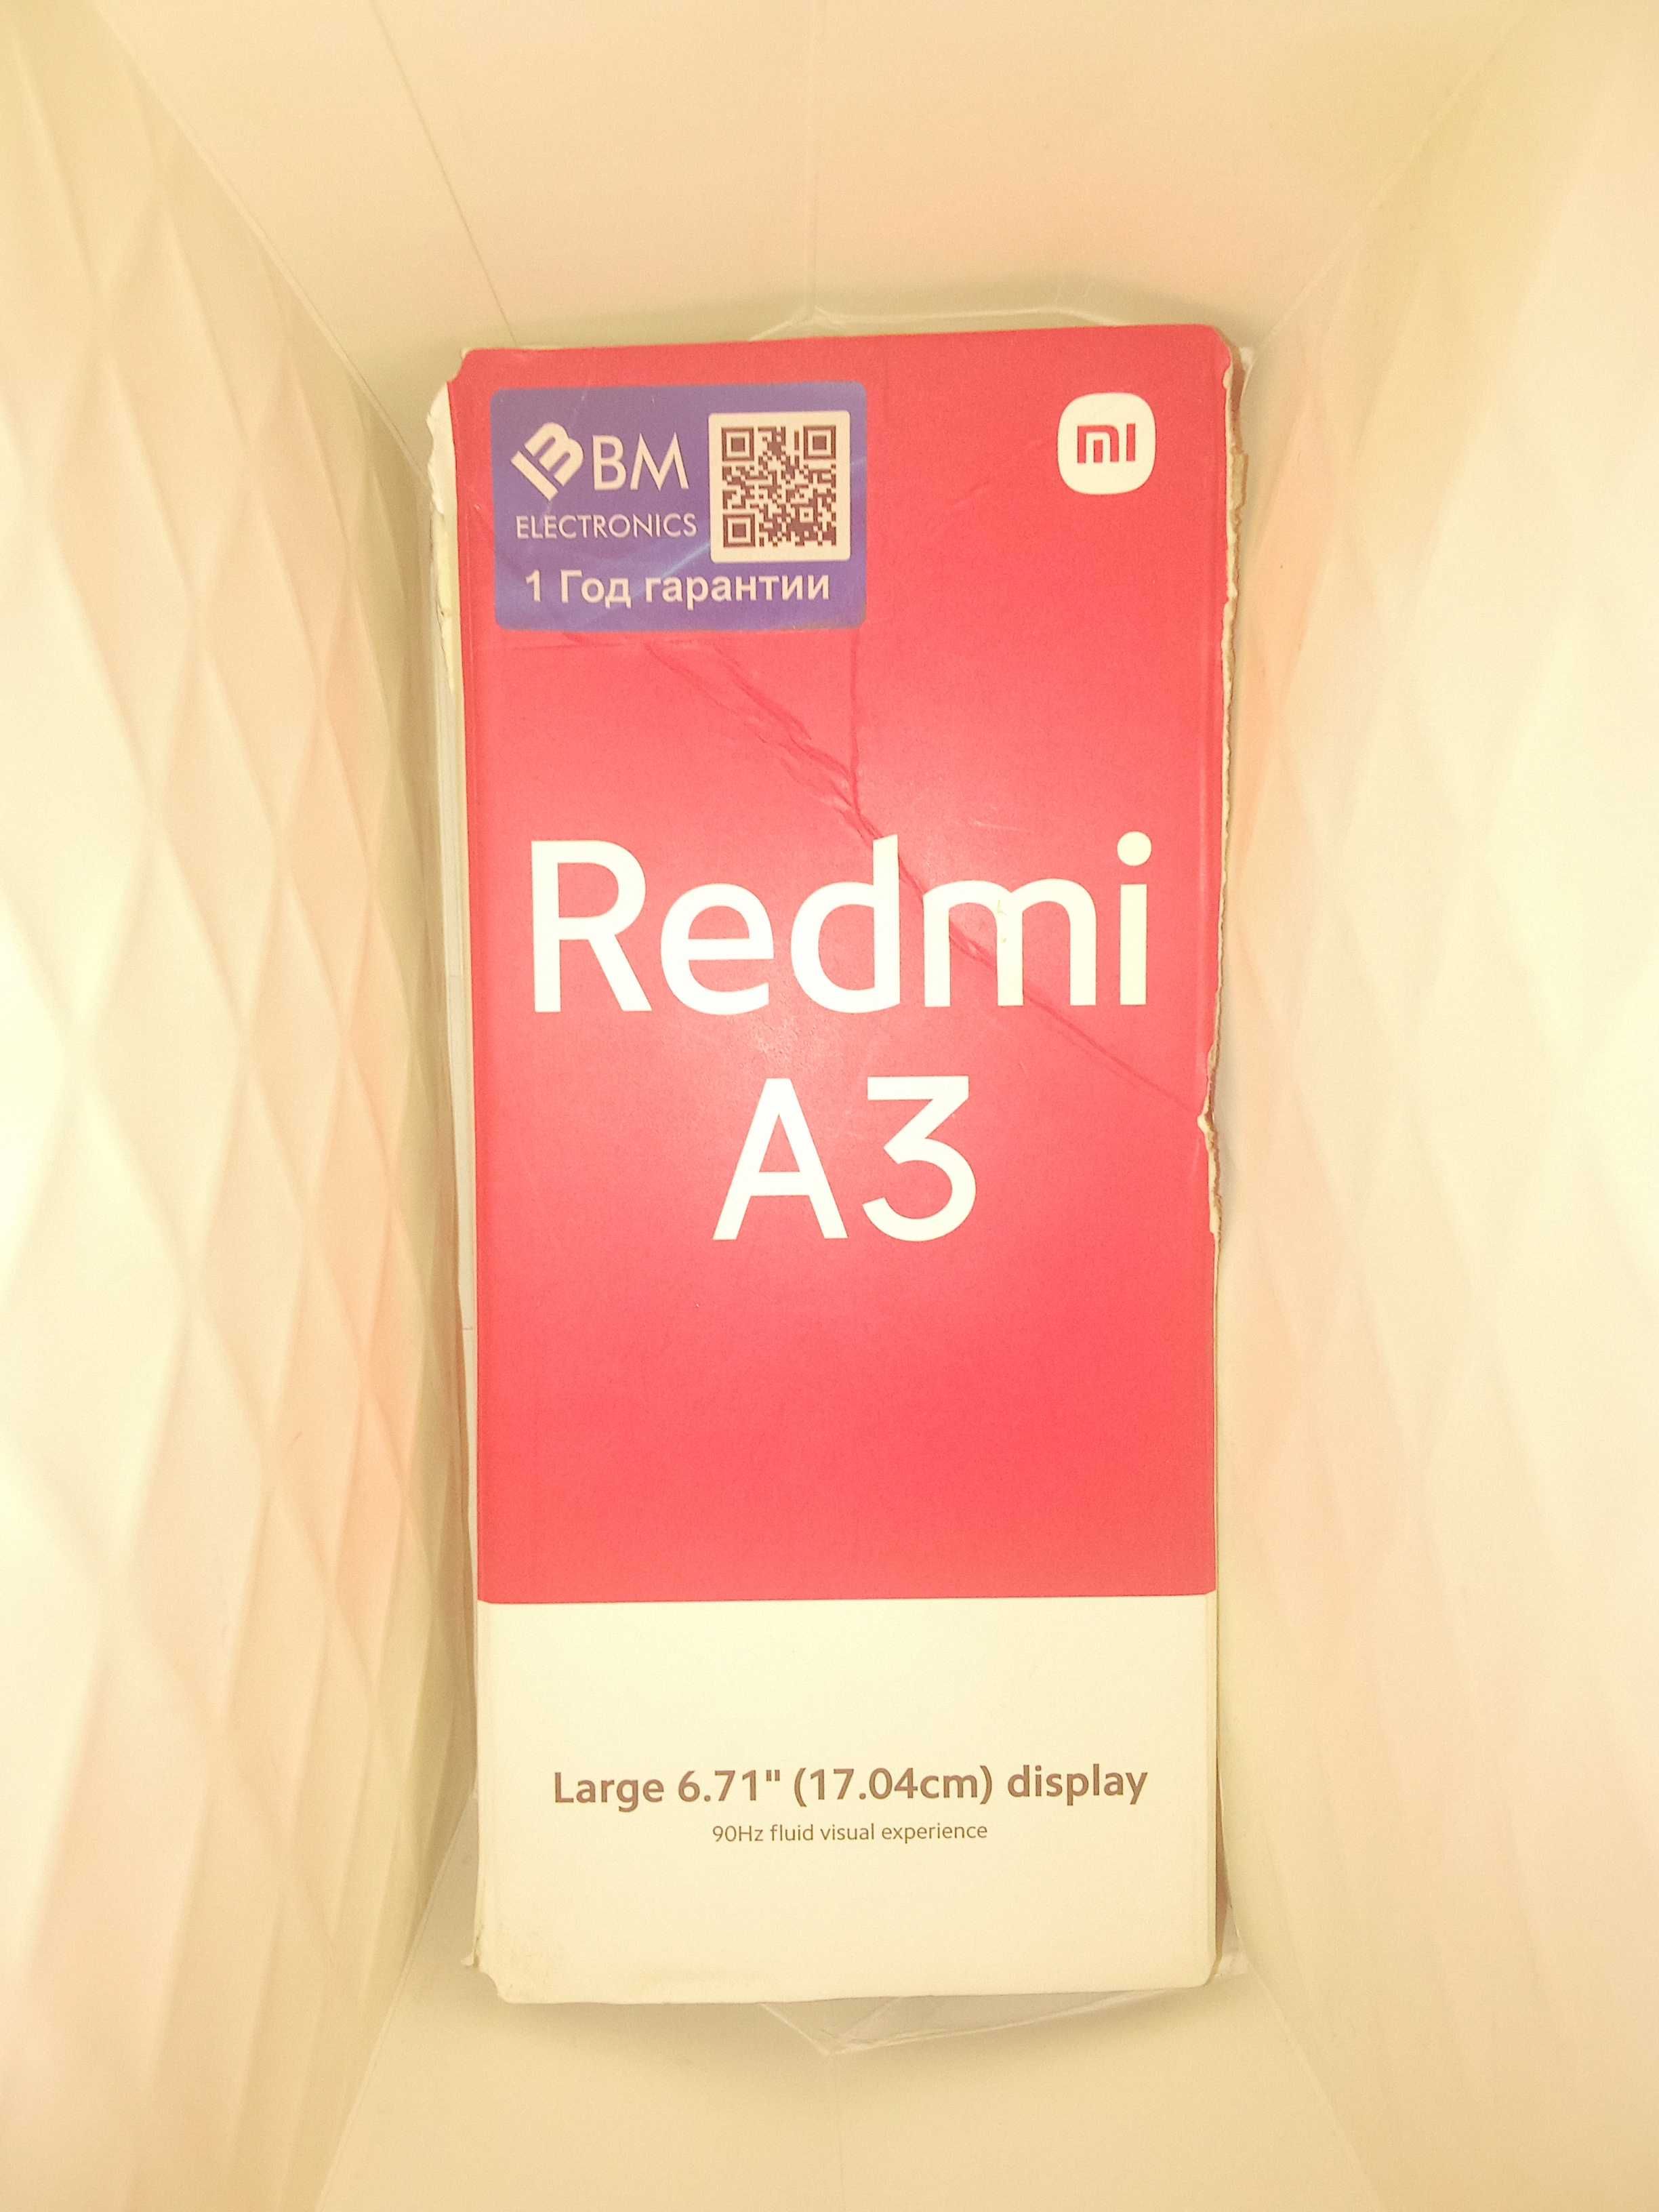 BM
ELECTRONICS
1 Год гарантии
mi
Redmi
A3
Large 6.71" (17.04cm) display
90Hz fluid visual experience